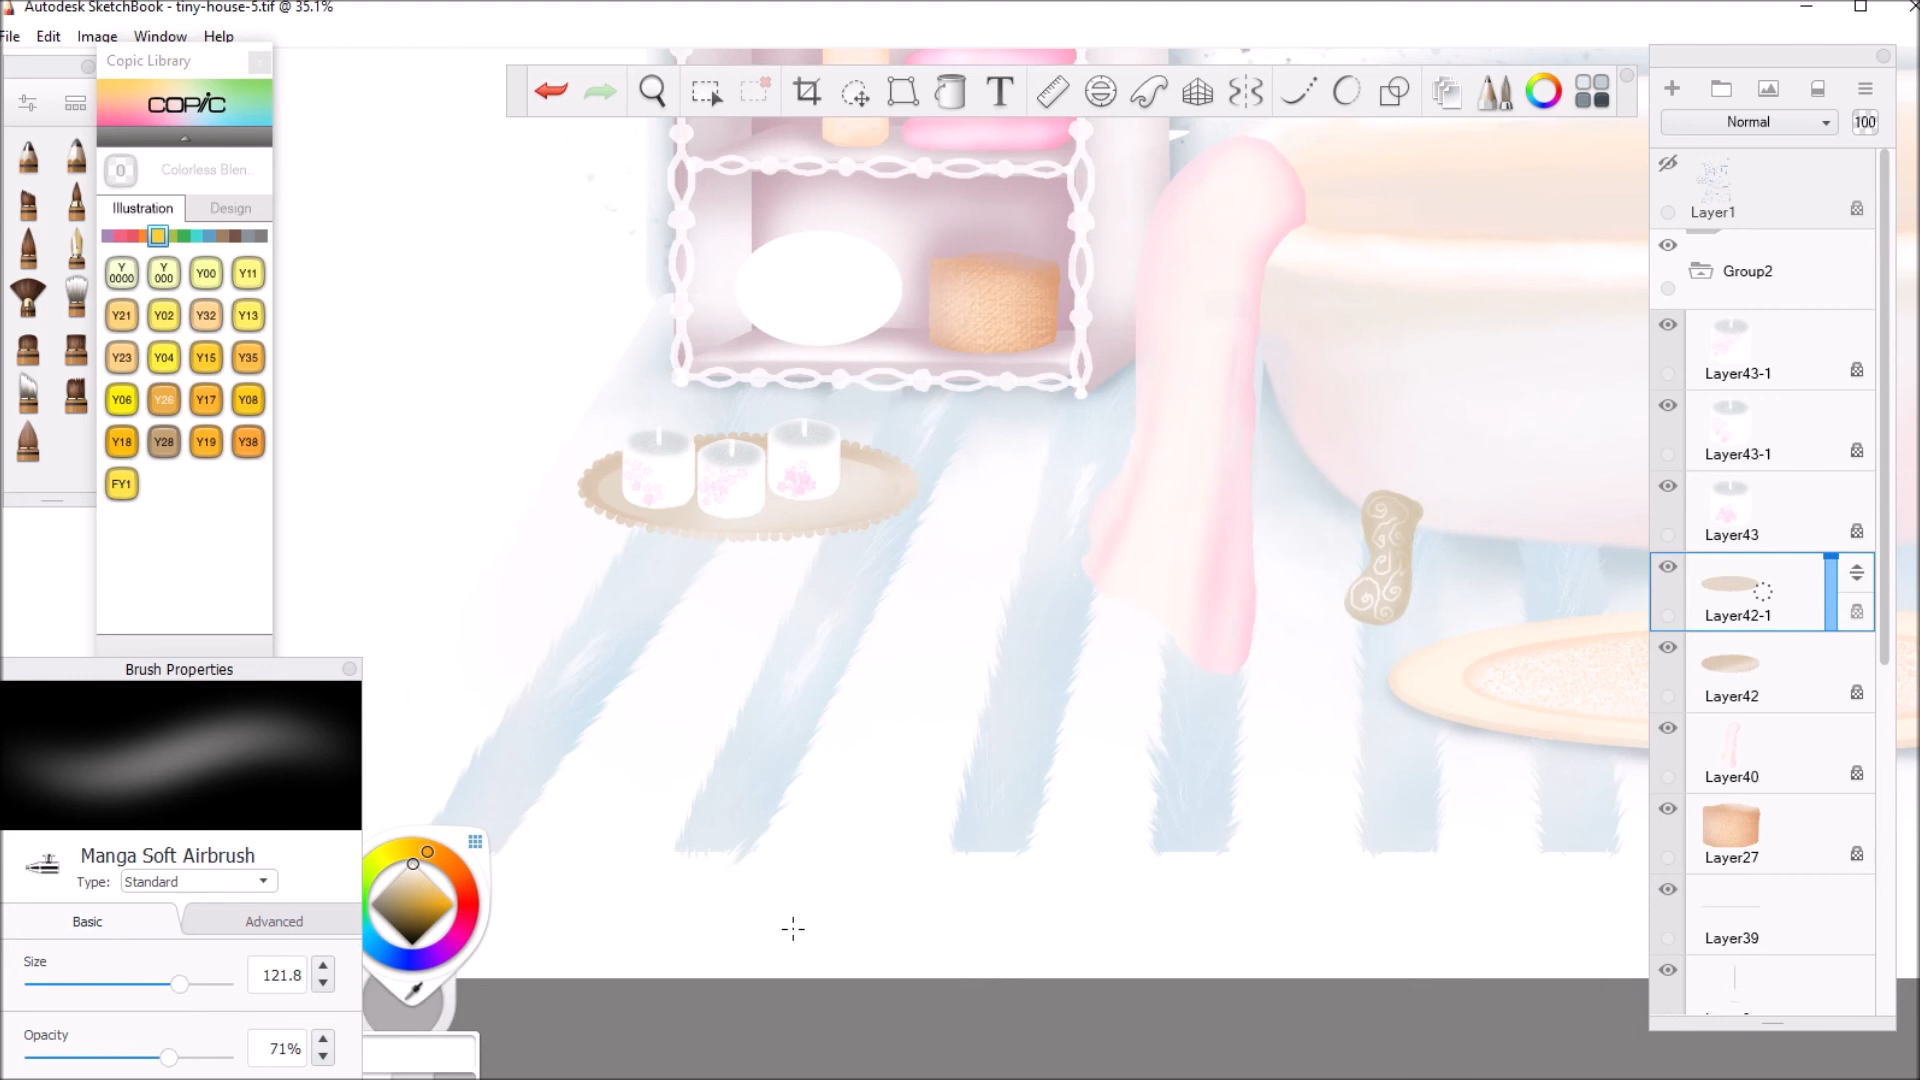 Autodesk SketchBook - tiny-house-5.tif @ 35.1%
File Edit Image Window Help
Copic Library
COPIC
0 Colorless Blen..
Illustration Design
Y0000 Y000 Y00 Y11
Y21 Y02 Y32 Y13
Y23 Y04 Y15 Y35
Y06 Y26 Y17 Y08
Y18 Y28 Y19 Y38
FY1
Brush Properties
Manga Soft Airbrush
Type: Standard
Basic Advanced
Size 121.8
Opacity 71%
T
Normal 100
Layer1
Group2
Layer43-1
Layer43-1
Layer43
Layer42-1
Layer42
Layer40
Layer27
Layer39